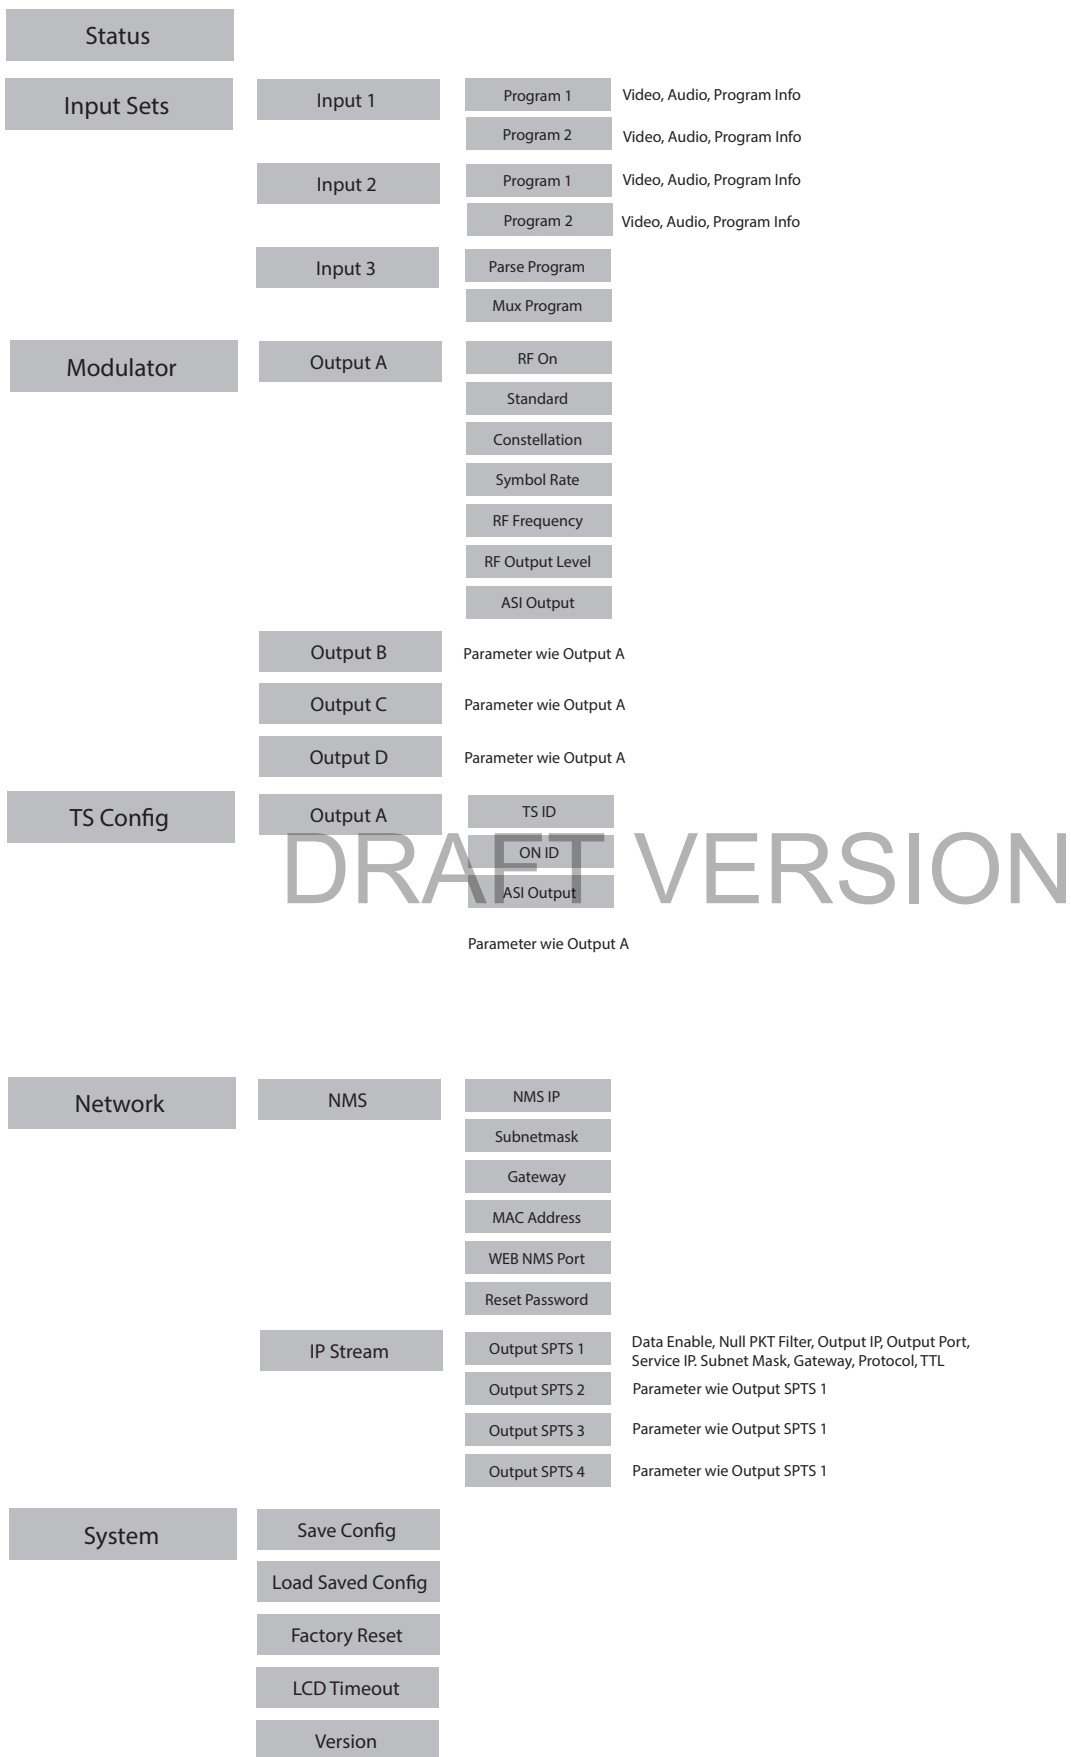 Status
Input Sets
Input 1
Program 1
Video, Audio, Program Info
Program 2
Video, Audio, Program Info
Input 2
Program 1
Video, Audio, Program Info
Program 2
Video, Audio, Program Info
Input 3
Parse Program
Mux Program
Modulator
Output A
RF On
Standard
Constellation
Symbol Rate
RF Frequency
RF Output Level
ASI Output
Output B
Parameter wie Output A
Output C
Parameter wie Output A
Output D
Parameter wie Output A
TS Config
Output A
TS ID
ON ID
ASI Output
DRAFT VERSION
Parameter wie Output A
Network
NMS
NMS IP
Subnetmask
Gateway
MAC Address
WEB NMS Port
Reset Password
IP Stream
Output SPTS 1
Data Enable, Null PKT Filter, Output IP, Output Port,
Service IP. Subnet Mask, Gateway, Protocol, TTL
Output SPTS 2
Parameter wie Output SPTS 1
Output SPTS 3
Parameter wie Output SPTS 1
Output SPTS 4
Parameter wie Output SPTS 1
System
Save Config
Load Saved Config
Factory Reset
LCD Timeout
Version